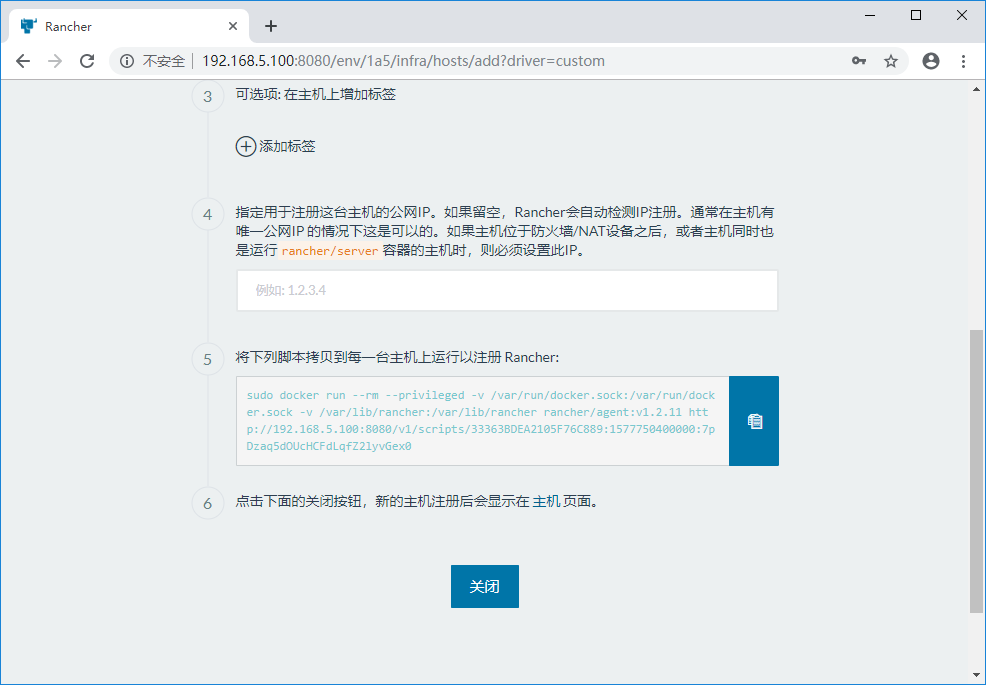 Rancher
不安全
192.168.5.100:8080/env/1a5/infra/hosts/add?driver=custom
3
可选项: 在主机上增加标签
添加标签
4
指定用于注册这台主机的公网IP。如果留空，Rancher会自动检测IP注册。通常在主机有
唯一公网IP 的情况下这是可以的。如果主机位于防火墙/NAT设备之后，或者主机同时也
是运行 rancher/server 容器的主机时，则必须设置此IP。
例如: 1.2.3.4
5
将下列脚本拷贝到每一台主机上运行以注册 Rancher:
sudo docker run --rm --privileged -v /var/run/docker.sock:/var/run/dock
er.sock -v /var/lib/rancher:/var/lib/rancher rancher/agent:v1.2.11 htt
p://192.168.5.100:8080/v1/scripts/33363BDEA2105F76C889:1577750400000:7p
Dzaq5dOUcHCFdLqfZ2lyvGex0
6
点击下面的关闭按钮，新的主机注册后会显示在 主机 页面。
关闭